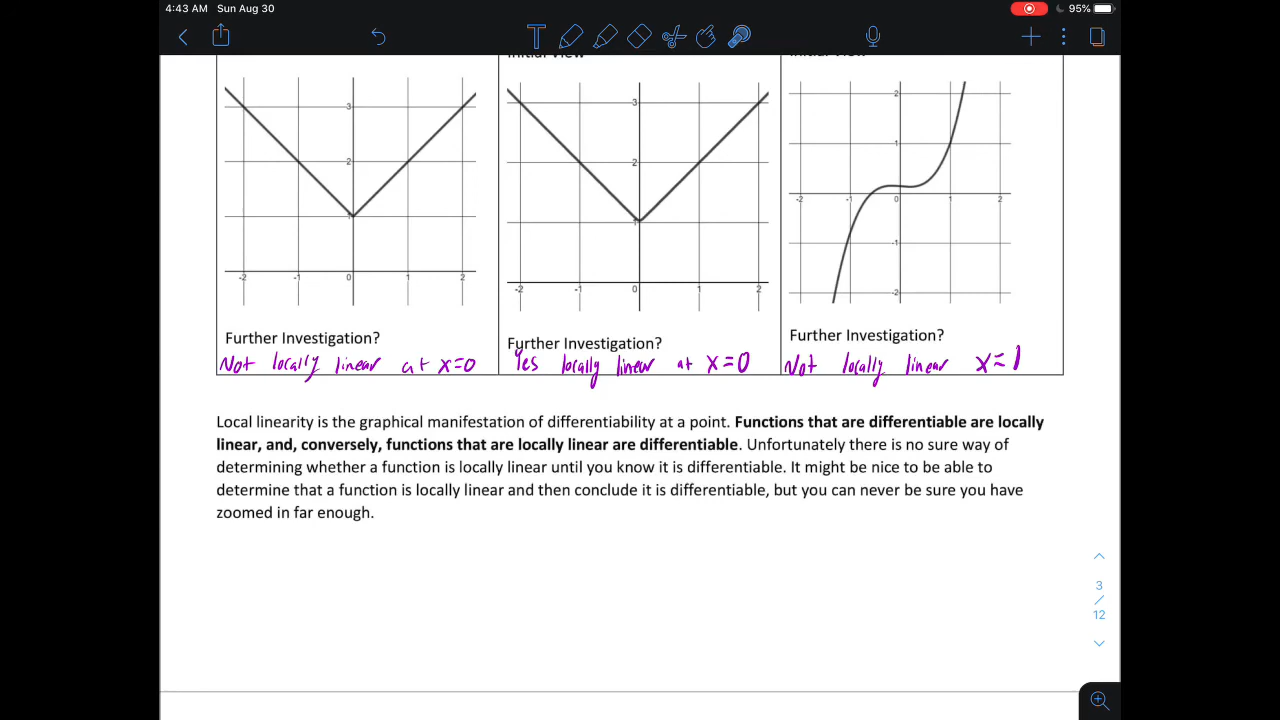 4:43 AM Sun Aug 30
95%
Initial View
3
2
-2 -1 0 1 2
3
2
1
-2 -1 0 1 2
2
1
-2 -1 0 1 2
-1
-2
Further Investigation?
Not locally linear at x=0
Further Investigation?
Yes locally linear at x=0
Further Investigation?
Not locally linear x≈1
Local linearity is the graphical manifestation of differentiability at a point. Functions that are differentiable are locally
linear, and, conversely, functions that are locally linear are differentiable. Unfortunately there is no sure way of
determining whether a function is locally linear until you know it is differentiable. It might be nice to be able to
determine that a function is locally linear and then conclude it is differentiable, but you can never be sure you have
zoomed in far enough.
3
/
12